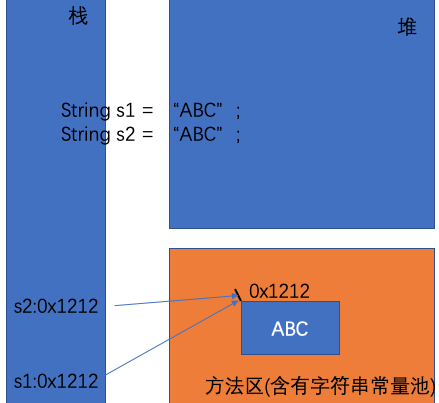 栈
堆
String s1 = “ABC” ;
String s2 = “ABC” ;
0x1212
s2:0x1212
ABC
s1:0x1212
方法区(含有字符串常量池)